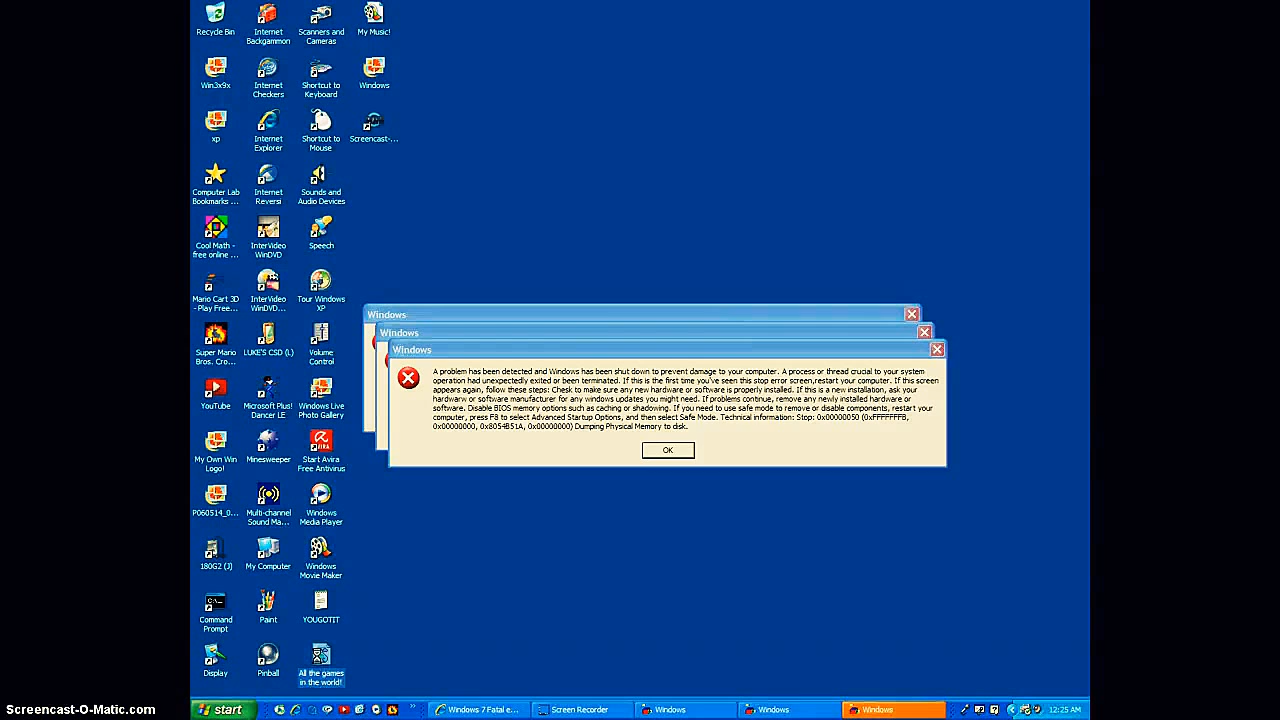 Recycle Bin
Internet
Backgammon
Scanners and
Cameras
My Music!
Win3x9x
Internet
Checkers
Shortcut to
Keyboard
Windows
xp
Internet
Explorer
Shortcut to
Mouse
Screencast-...
Computer Lab
Bookmarks ...
Internet
Reversi
Sounds and
Audio Devices
Cool Math -
free online ...
InterVideo
WinDVD
Speech
Mario Cart 3D
- Play Free...
InterVideo
WinDVD...
Tour Windows
XP
Super Mario
Bros. Cro...
LUKE'S CSD (L)
Volume
Control
YouTube
Microsoft Plus!
Dancer LE
Windows Live
Photo Gallery
My Own Win
Logo!
Minesweeper
Start Avira
Free Antivirus
P060514_0...
Multi-channel
Sound Ma...
Windows
Media Player
180G2 (J)
My Computer
Windows
Movie Maker
Command
Prompt
Paint
YOUGOTIT
Display
Pinball
All the games
in the world!
Windows
Windows
Windows
A problem has been detected and Windows has been shut down to prevent damage to your computer. A process or thread crucial to your system
operation had unexpectedly exited or been terminated. If this is the first time you've seen this stop error screen,restart your computer. If this screen
appears again, follow these steps: Chesk to make sure any new hardware or software is properly installed. If this is a new installation, ask your
hardwarw or software manufacturer for any windows updates you might need. If problems continue, remove any newly installed hardware or
software. Disable BIOS memory options such as caching or shadowing. If you need to use safe mode to remove or disable components, restart your
computer, press F8 to select Advanced Startup Options, and then select Safe Mode. Technical information: Stop: 0x00000050 (0xFFFFFFF8,
0x00000000, 0x8054B51A, 0x00000000) Dumping Physical Memory to disk.
OK
Screencast-O-Matic.com
start
Windows 7 Fatal e...
Screen Recorder
Windows
Windows
Windows
12:25 AM